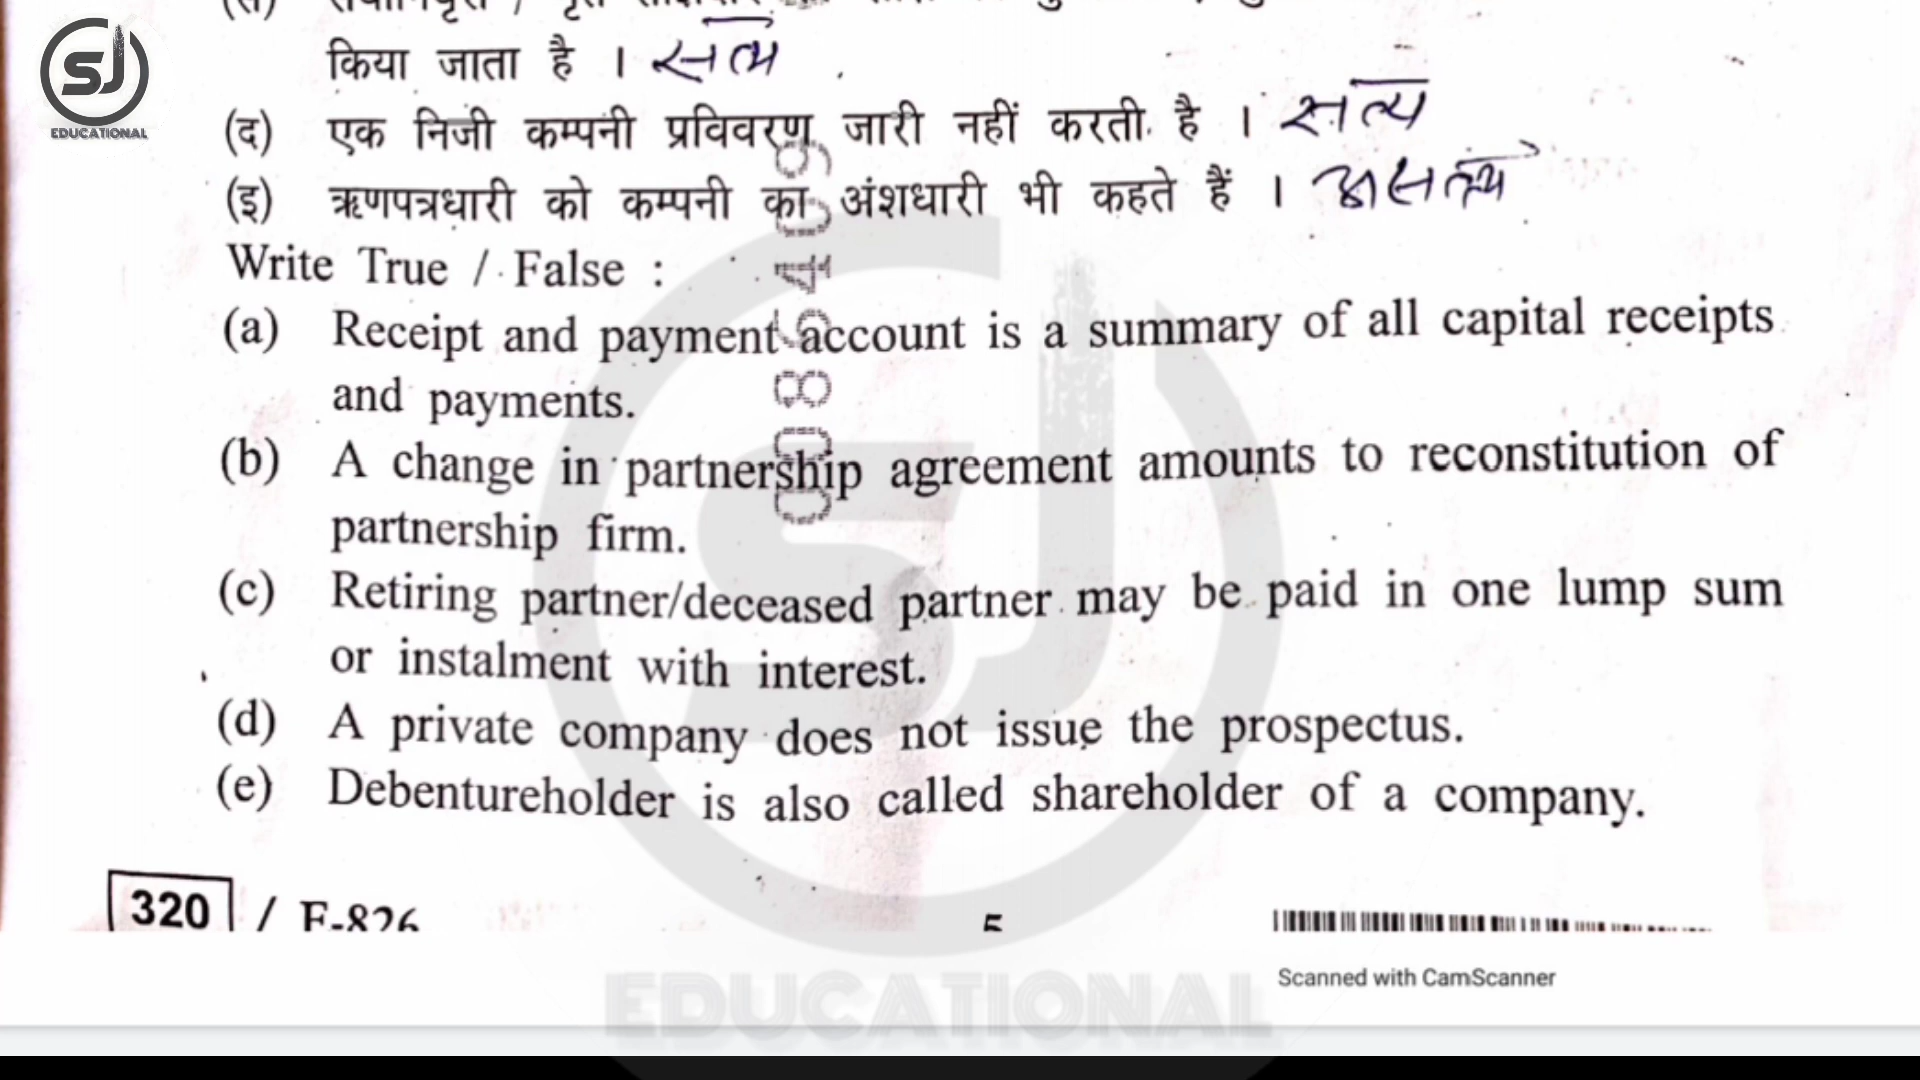 SJ
EDUCATIONAL
किया जाता है । सत्य
(द) एक निजी कम्पनी प्रविवरण जारी नहीं करती है । सत्य
(इ) ऋणपत्रधारी को कम्पनी का अंशधारी भी कहते हैं । असत्य
Write True / False :
(a) Receipt and payment account is a summary of all capital receipts
and payments.
(b) A change in partnership agreement amounts to reconstitution of
partnership firm.
(c) Retiring partner/deceased partner may be paid in one lump sum
or instalment with interest.
(d) A private company does not issue the prospectus.
(e) Debentureholder is also called shareholder of a company.
320 / F-826
5
Scanned with CamScanner
EDUCATIONAL